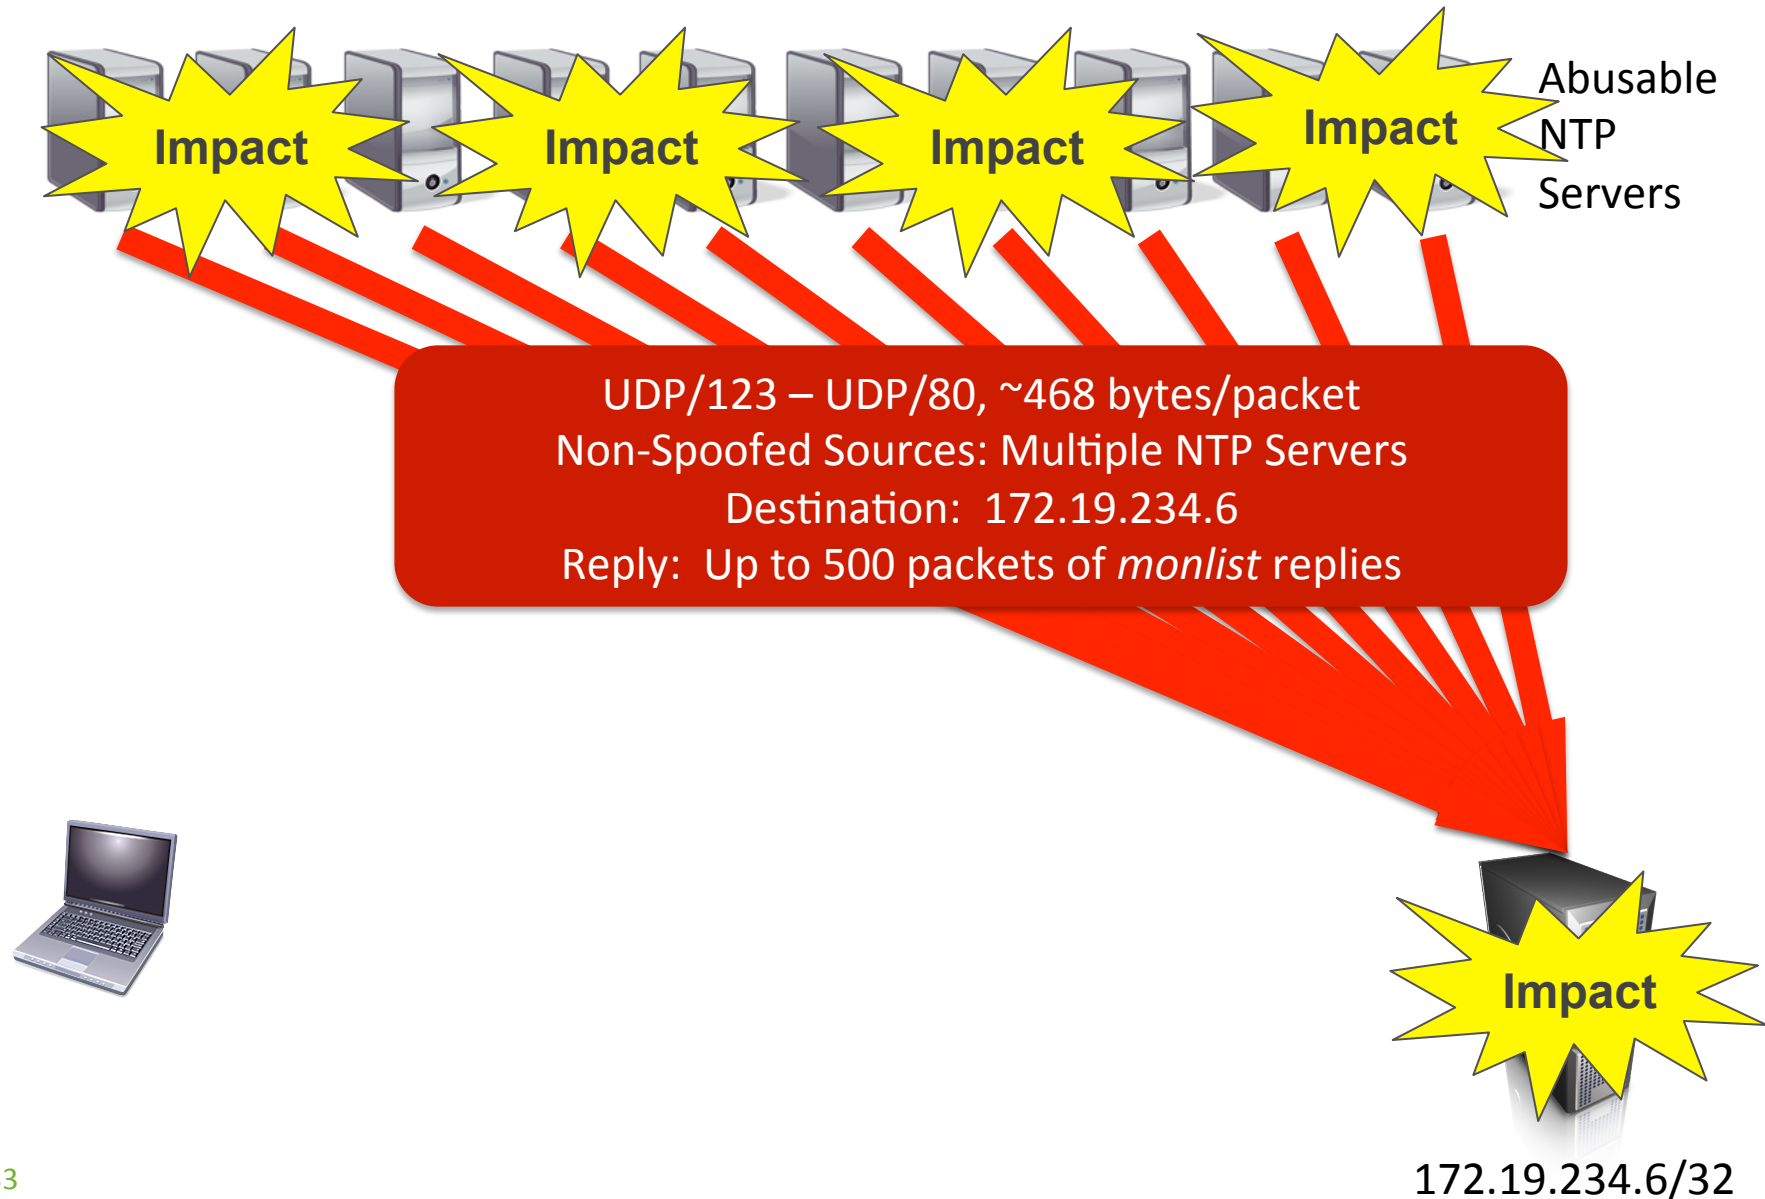 Impact
Impact
Impact
Impact
Abusable
NTP
Servers
UDP/123 – UDP/80, ~468 bytes/packet
Non-Spoofed Sources: Multiple NTP Servers
Destination: 172.19.234.6
Reply: Up to 500 packets of monlist replies
Impact
172.19.234.6/32